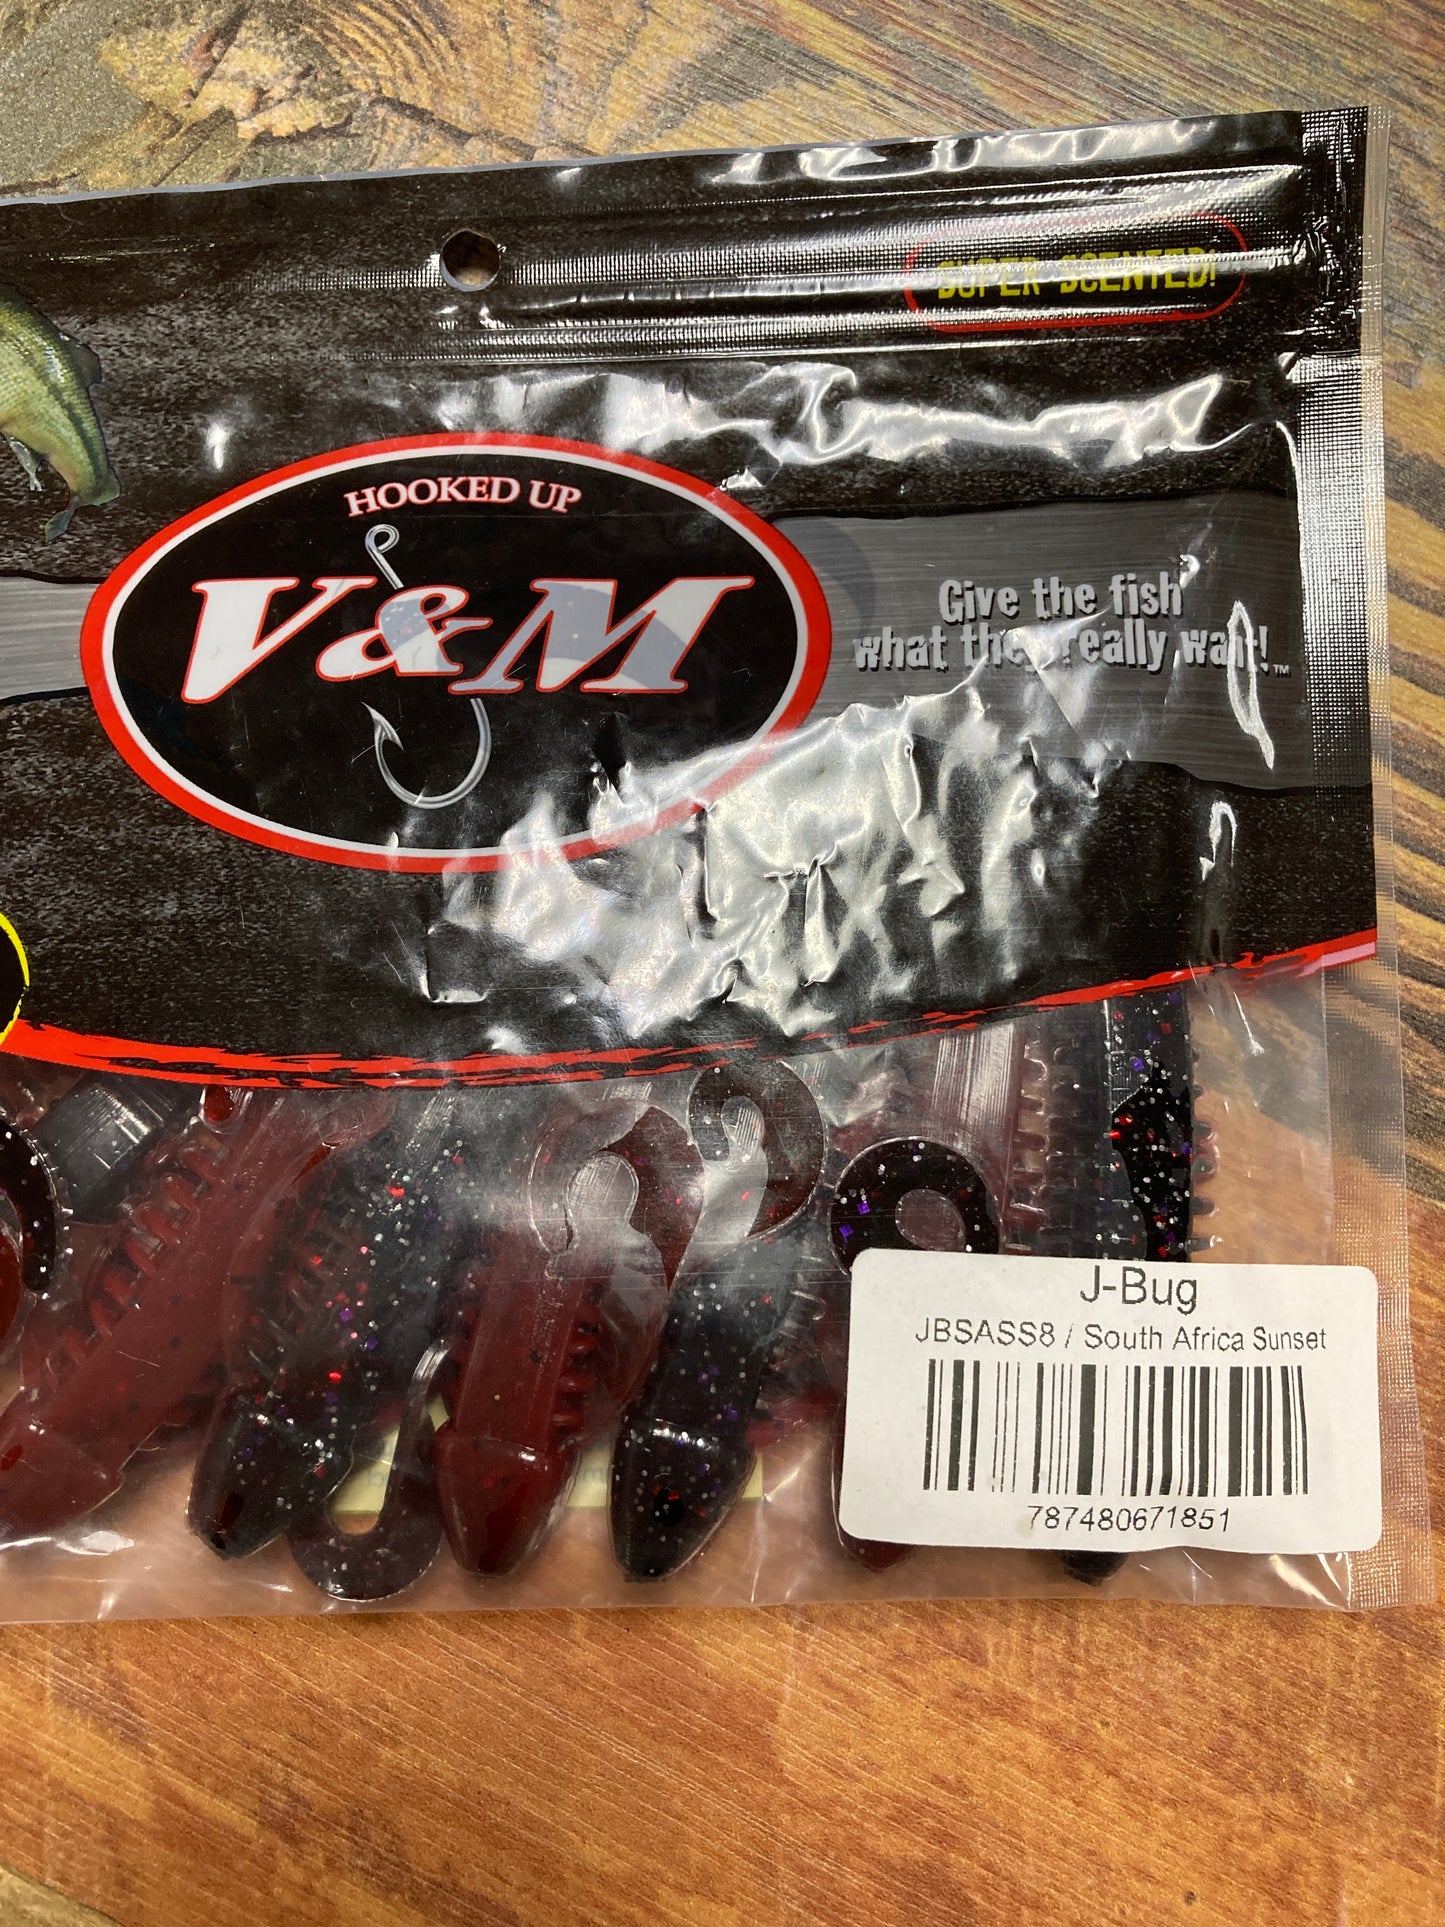 SUPER SCENTED!
HOOKED UP
V&M
Give the fish
what they really want!™
J-Bug
JBSASS8 / South Africa Sunset
787480671851